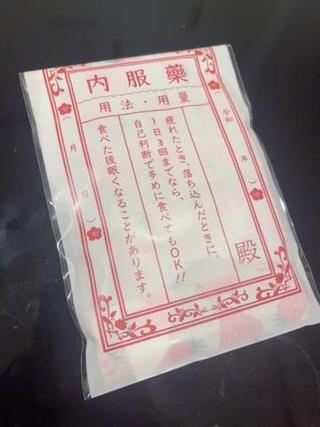 内服藥
用法・用量
令和　年
月　日
殿
疲れたとき、落ち込んだときに。
1日3回までなら、
自己判断で多めに食べてもOK!!
食べた後眠くなることがあります。